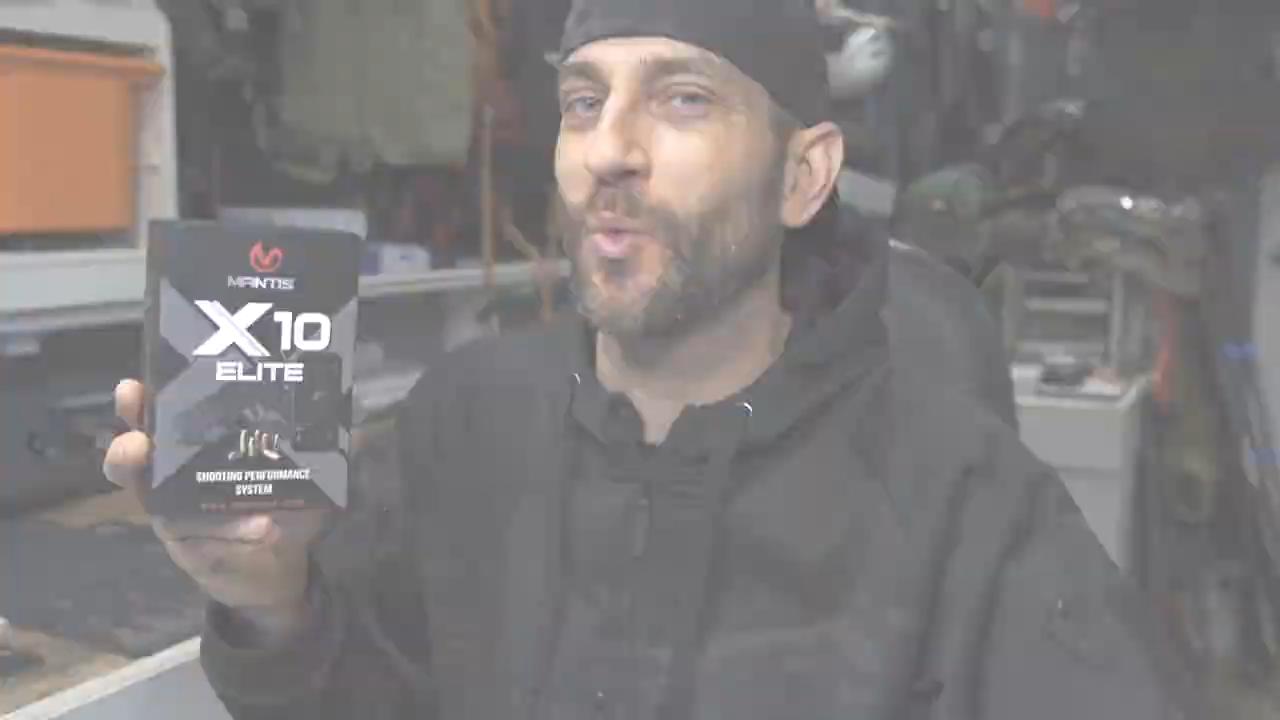 MANTIS
X10
ELITE
SHOOTING PERFORMANCE
SYSTEM